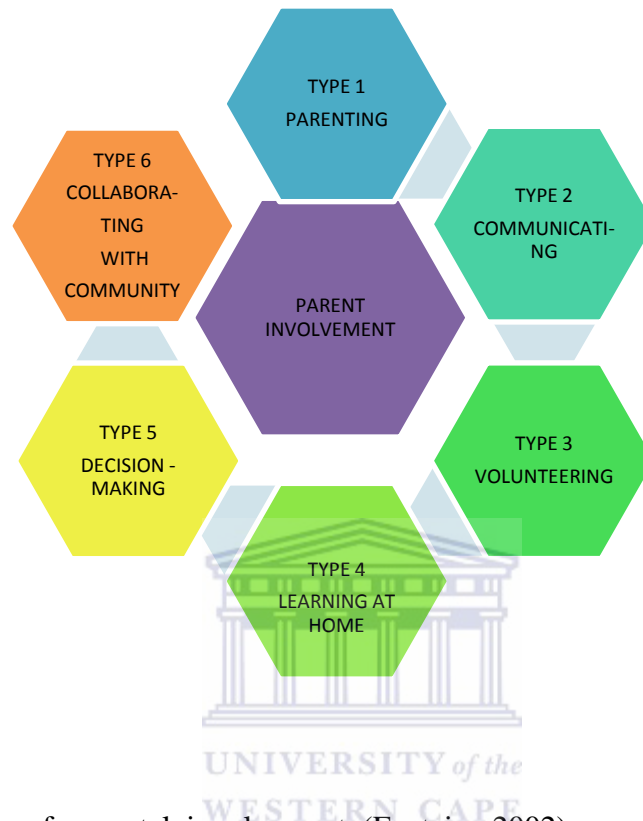 TYPE 1
PARENTING
TYPE 2
COMMUNICATI-
NG
TYPE 3
VOLUNTEERING
TYPE 4
LEARNING AT
HOME
TYPE 5
DECISION -
MAKING
TYPE 6
COLLABORA-
TING
WITH
COMMUNITY
PARENT
INVOLVEMENT
UNIVERSITY of the
WESTERN CAPE
2002)